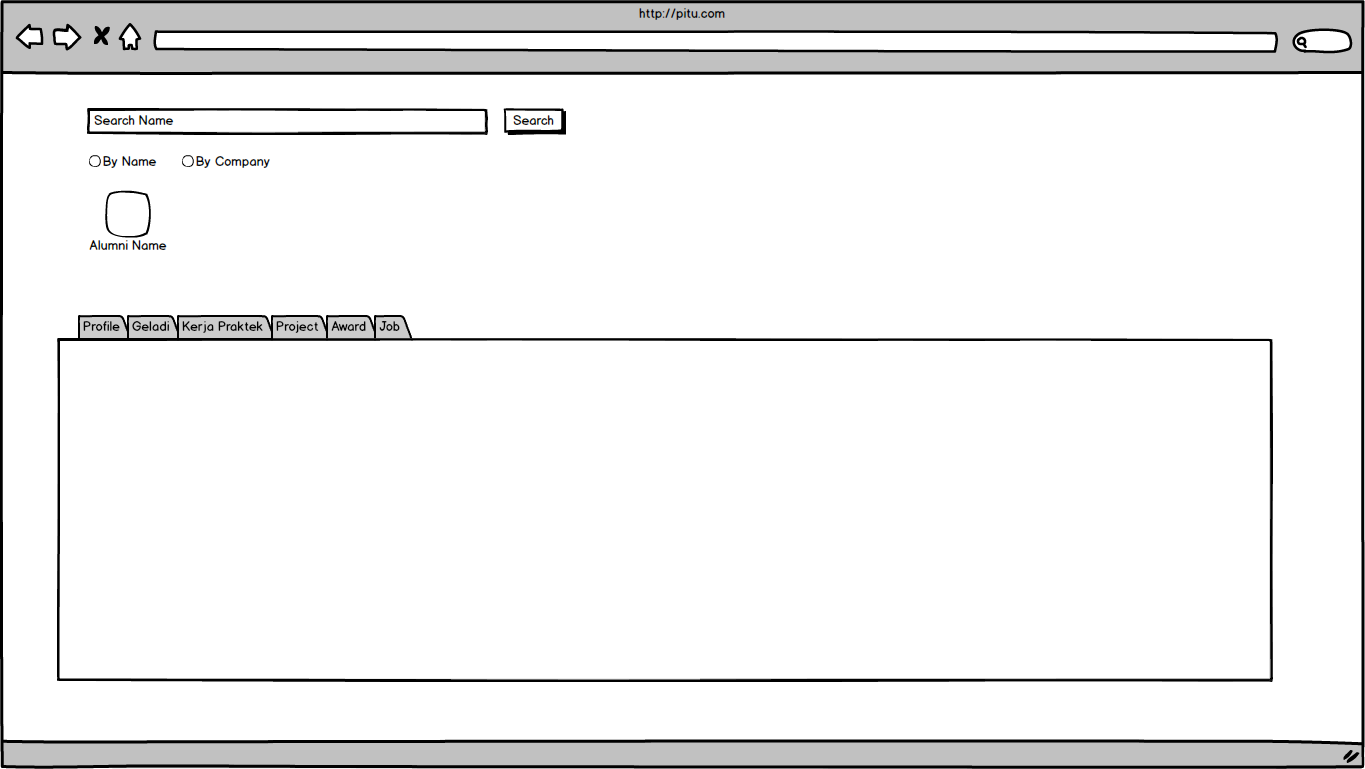 http://pitu.com
Search Name Search
By Name By Company
Alumni Name
Profile Geladi Kerja Praktek Project Award Job